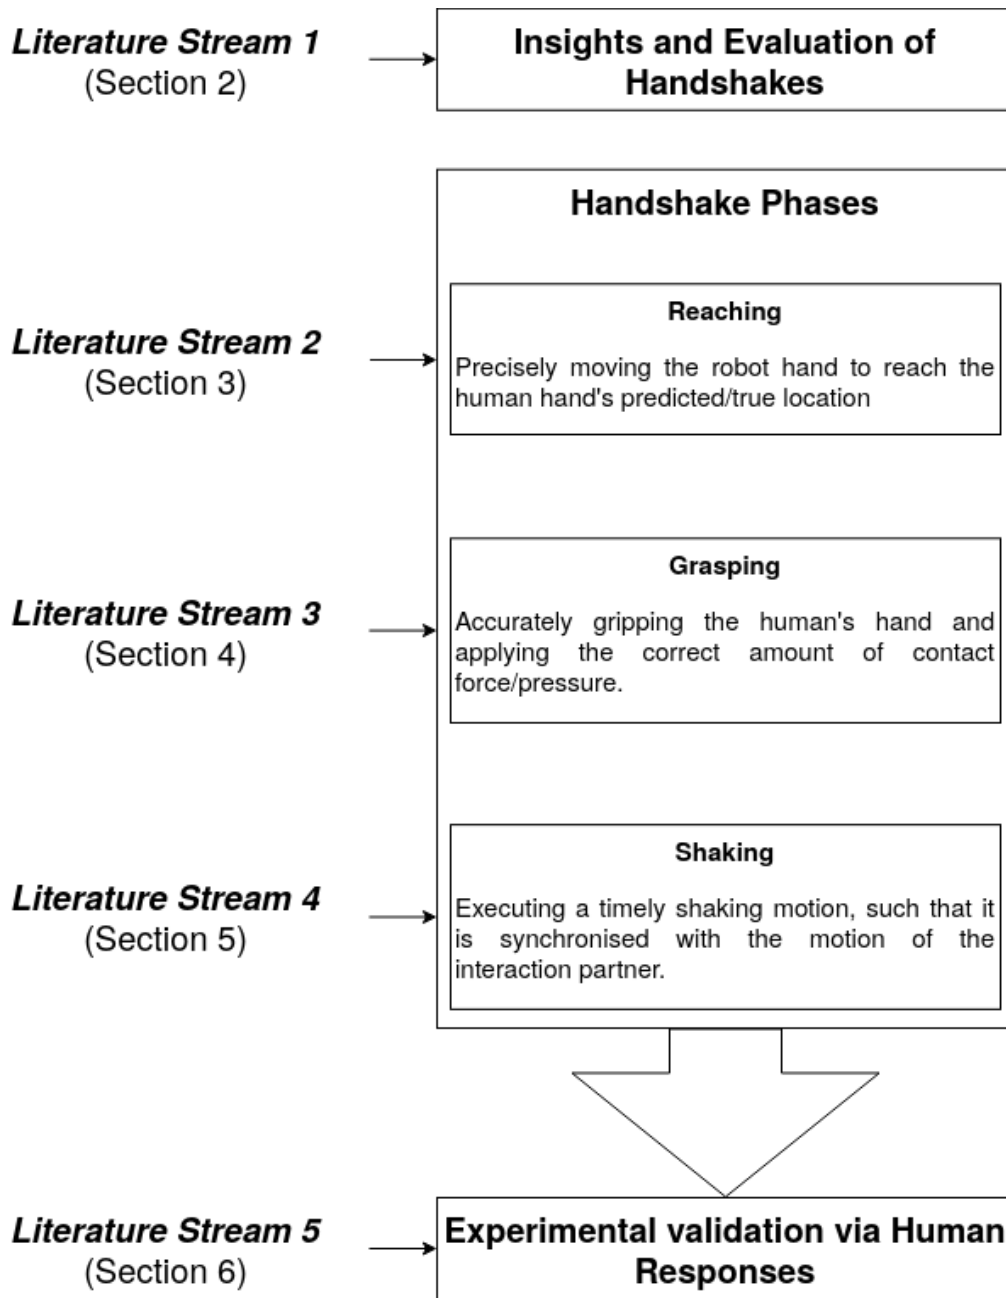 Literature Stream 1
(Section 2)
Insights and Evaluation of
Handshakes
Handshake Phases
Literature Stream 2
(Section 3)
Reaching
Precisely moving the robot hand to reach the
human hand's predicted/true location
Literature Stream 3
(Section 4)
Grasping
Accurately gripping the human's hand and
applying the correct amount of contact
force/pressure.
Literature Stream 4
(Section 5)
Shaking
Executing a timely shaking motion, such that it
is synchronised with the motion of the
interaction partner.
Literature Stream 5
(Section 6)
Experimental validation via Human
Responses